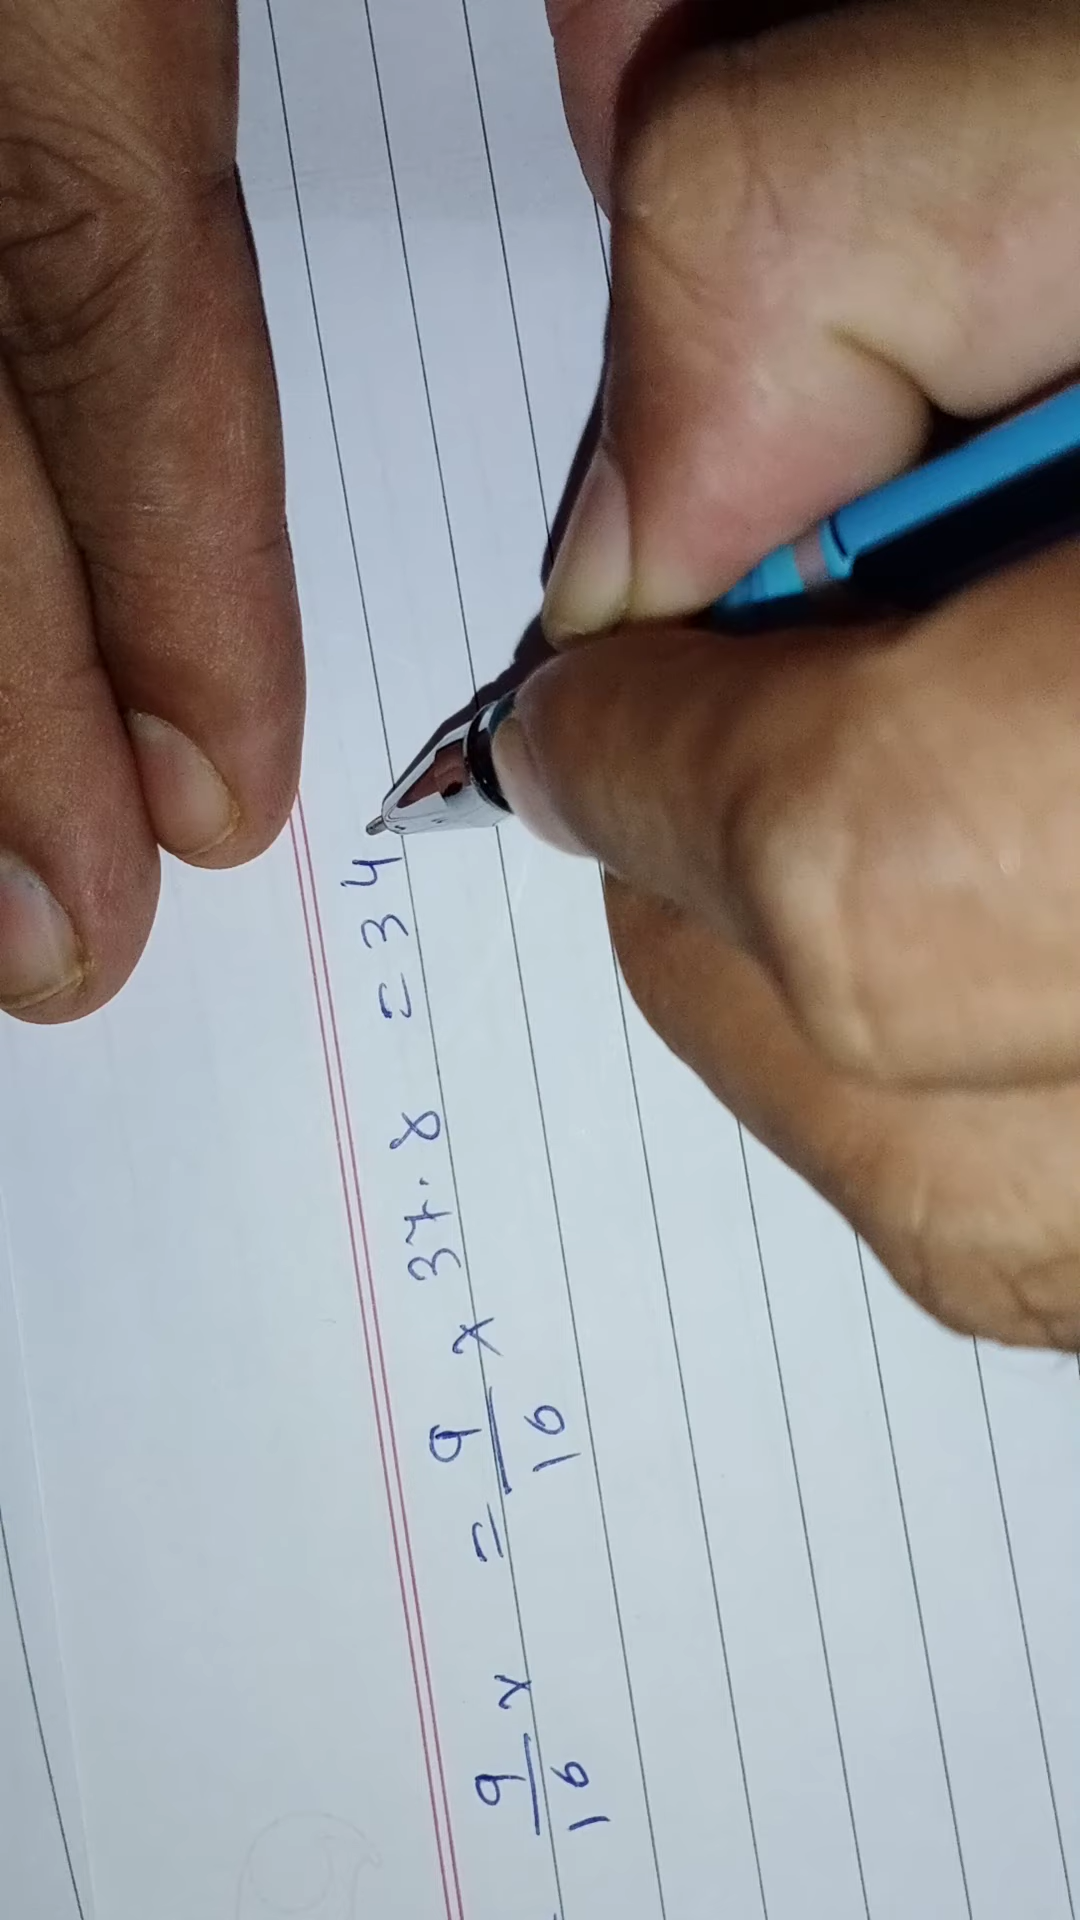 9/16 x = 9/16 x 37.8 = 34